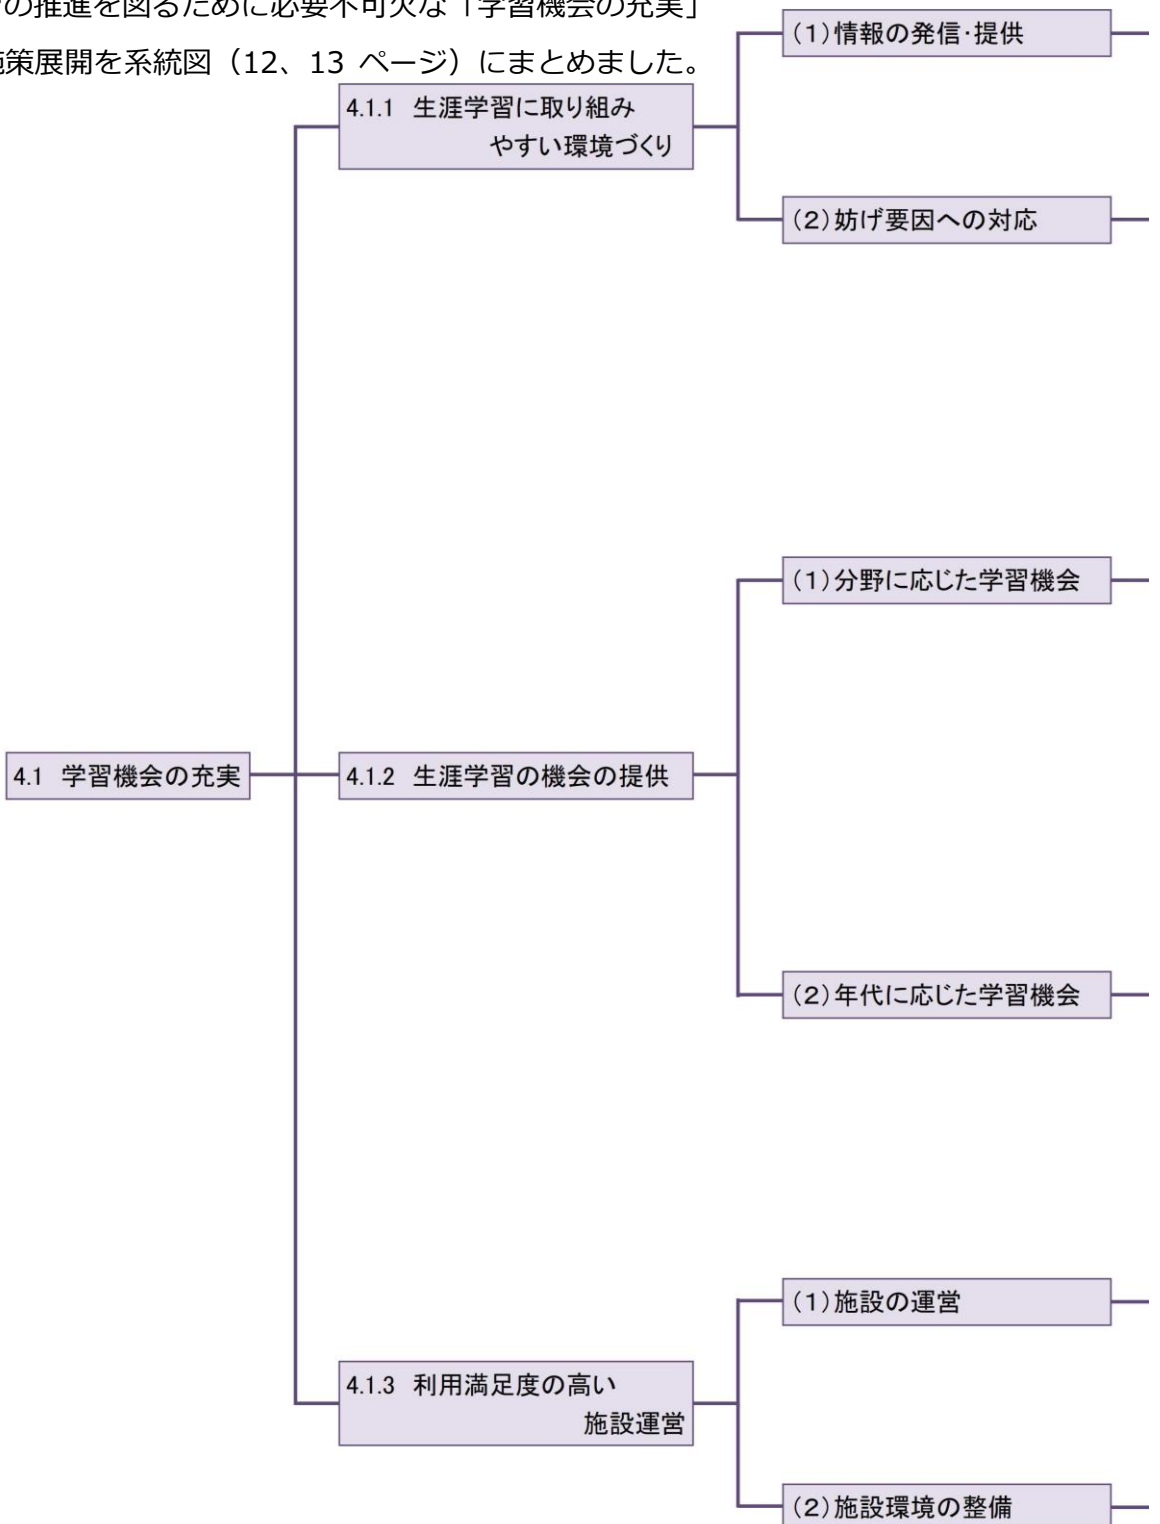 の推進を図るために必要不可欠な「学習機会の充実」
策展開を系統図（12、13 ページ）にまとめました。
4.1 学習機会の充実
4.1.1 生涯学習に取り組み
やすい環境づくり
(1)情報の発信・提供
(2)妨げ要因への対応
4.1.2 生涯学習の機会の提供
(1)分野に応じた学習機会
(2)年代に応じた学習機会
4.1.3 利用満足度の高い
施設運営
(1)施設の運営
(2)施設環境の整備